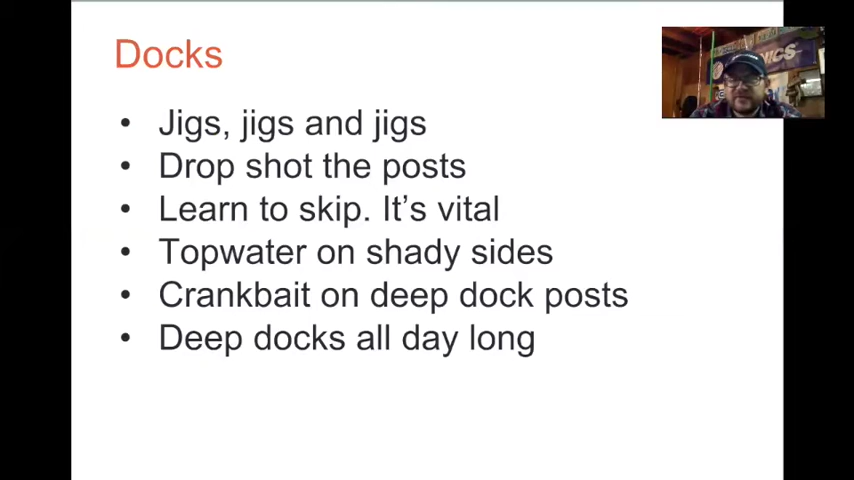 Docks
• Jigs, jigs and jigs
• Drop shot the posts
• Learn to skip. It’s vital
• Topwater on shady sides
• Crankbait on deep dock posts
• Deep docks all day long